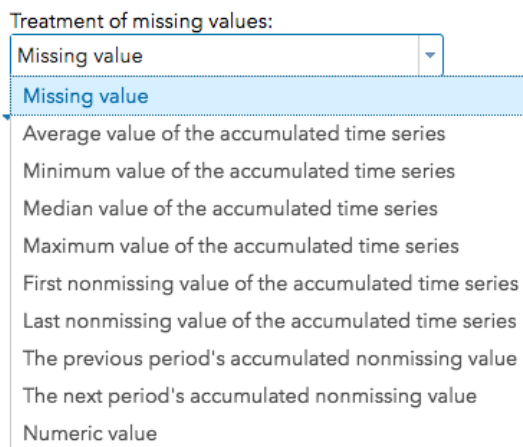 Treatment of missing values:
Missing value
Missing value
Average value of the accumulated time series
Minimum value of the accumulated time series
Median value of the accumulated time series
Maximum value of the accumulated time series
First nonmissing value of the accumulated time series
Last nonmissing value of the accumulated time series
The previous period's accumulated nonmissing value
The next period's accumulated nonmissing value
Numeric value